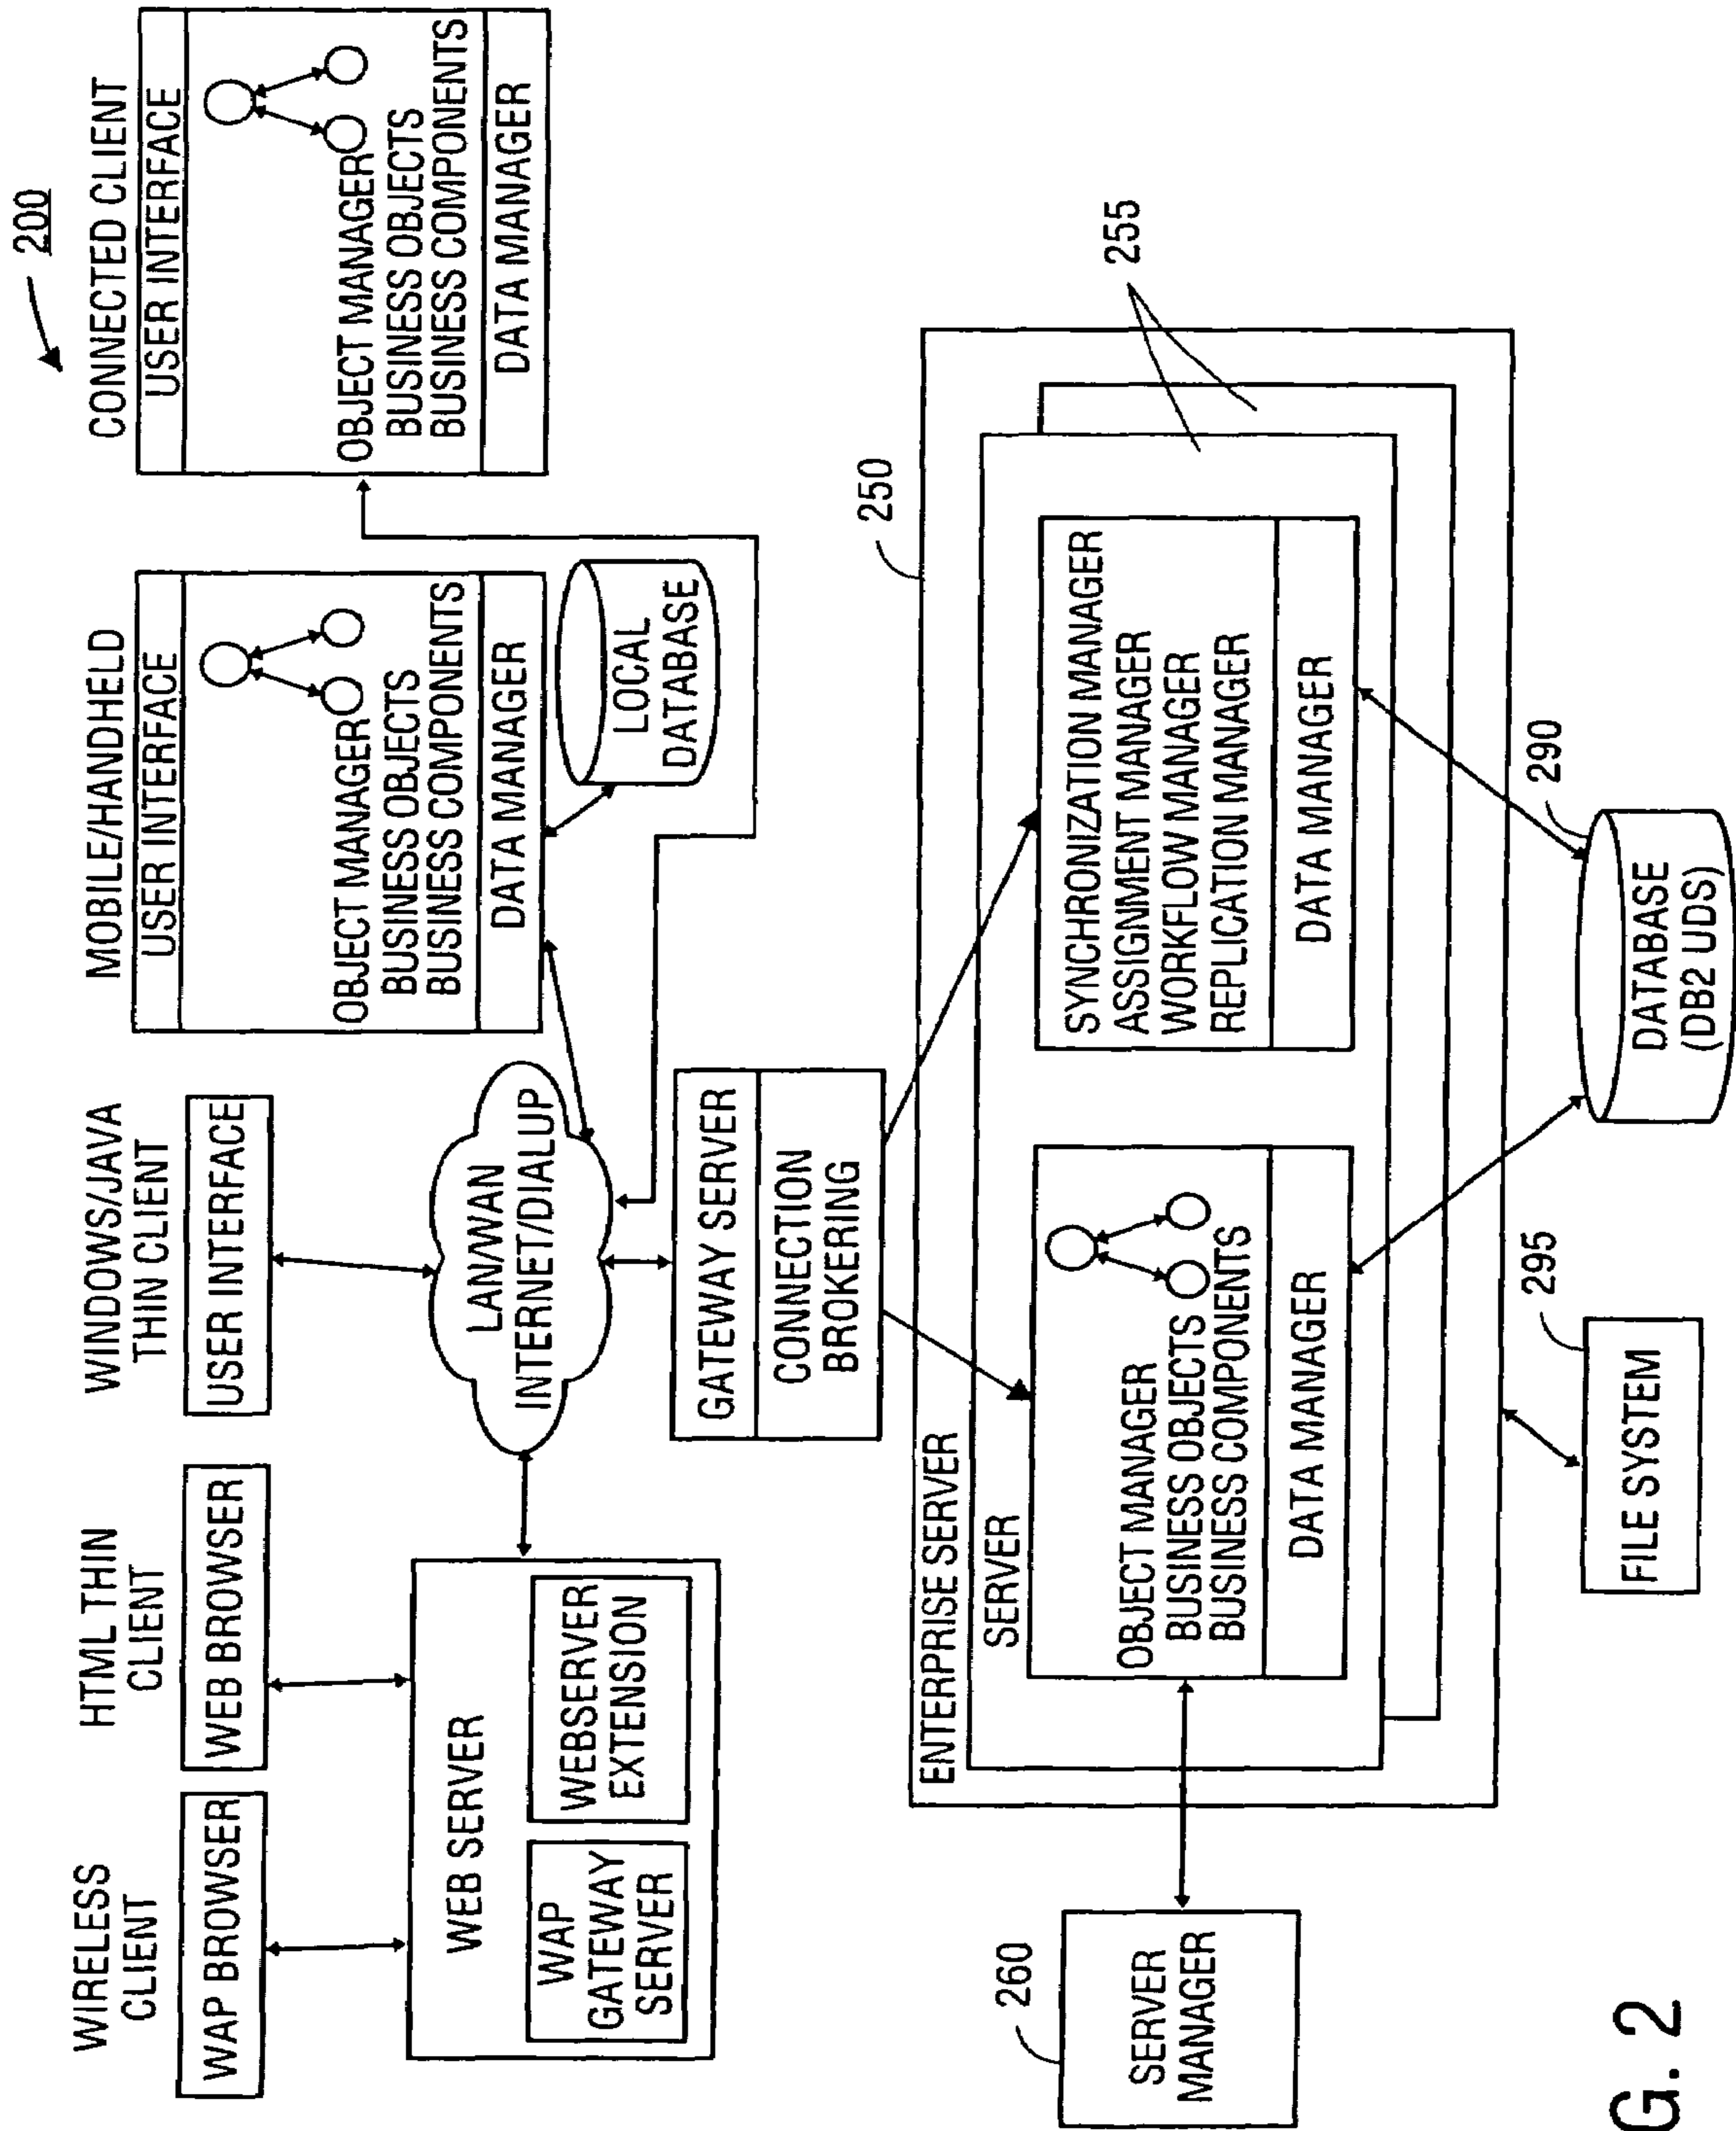 200
WIRELESS
CLIENT
WAP BROWSER
HTML THIN
CLIENT
WEB BROWSER
WINDOWS/JAVA
THIN CLIENT
USER INTERFACE
MOBILE/HANDHELD
USER INTERFACE
OBJECT MANAGER
BUSINESS OBJECTS
BUSINESS COMPONENTS
DATA MANAGER
CONNECTED CLIENT
USER INTERFACE
OBJECT MANAGER
BUSINESS OBJECTS
BUSINESS COMPONENTS
DATA MANAGER
WEB SERVER
WAP
GATEWAY
SERVER
WEBSERVER
EXTENSION
LAN/WAN
INTERNET/DIALUP
LOCAL
DATABASE
GATEWAY SERVER
CONNECTION
BROKERING
250
ENTERPRISE SERVER
SERVER
OBJECT MANAGER
BUSINESS OBJECTS
BUSINESS COMPONENTS
DATA MANAGER
SYNCHRONIZATION MANAGER
ASSIGNMENT MANAGER
WORKFLOW MANAGER
REPLICATION MANAGER
DATA MANAGER
255
260
SERVER
MANAGER
295
FILE SYSTEM
290
DATABASE
(DB2 UDS)
G. 2